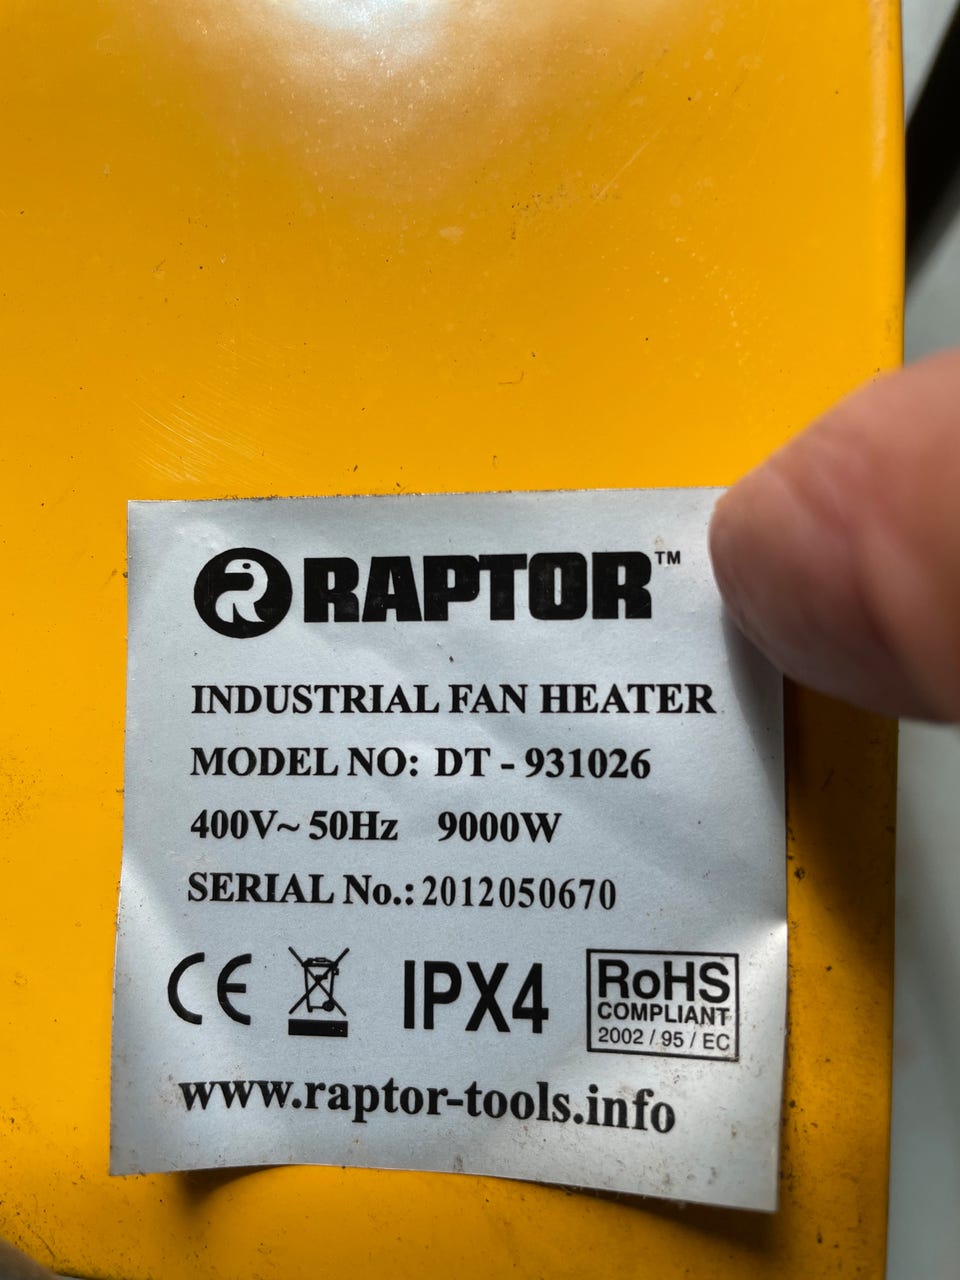 RAPTOR™
INDUSTRIAL FAN HEATER
MODEL NO: DT - 931026
400V~ 50Hz 9000W
SERIAL No.: 2012050670
CE IPX4 RoHS
COMPLIANT
2002 / 95 / EC
www.raptor-tools.info